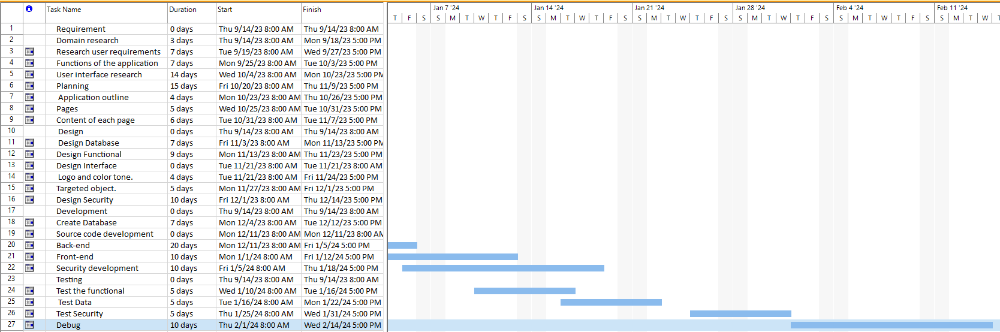 Task Name Duration Start Finish Jan 7 '24 Jan 14 '24 Jan 21 '24 Jan 28 '24 Feb 4 '24 Feb 11 '24
T F S S M T W T F S S M T W T F S S M T W T F S S M T W T F S S M T W T F S S M T W T
1 Requirement 0 days Thu 9/14/23 8:00 AM Thu 9/14/23 8:00 AM
2 Domain research 3 days Thu 9/14/23 8:00 AM Mon 9/18/23 5:00 PM
3 Research user requirements 7 days Tue 9/19/23 8:00 AM Wed 9/27/23 5:00 PM
4 Functions of the application 7 days Mon 9/25/23 8:00 AM Tue 10/3/23 5:00 PM
5 User interface research 14 days Wed 10/4/23 8:00 AM Mon 10/23/23 5:00 PM
6 Planning 15 days Fri 10/20/23 8:00 AM Thu 11/9/23 5:00 PM
7 Application outline 4 days Mon 10/23/23 8:00 AM Thu 10/26/23 5:00 PM
8 Pages 5 days Wed 10/25/23 8:00 AM Tue 10/31/23 5:00 PM
9 Content of each page 6 days Tue 10/31/23 8:00 AM Tue 11/7/23 5:00 PM
10 Design 0 days Thu 9/14/23 8:00 AM Thu 9/14/23 8:00 AM
11 Design Database 7 days Fri 11/3/23 8:00 AM Mon 11/13/23 5:00 PM
12 Design Functional 9 days Mon 11/13/23 8:00 AM Thu 11/23/23 5:00 PM
13 Design Interface 0 days Tue 11/21/23 8:00 AM Tue 11/21/23 8:00 AM
14 Logo and color tone. 4 days Tue 11/21/23 8:00 AM Fri 11/24/23 5:00 PM
15 Targeted object. 5 days Mon 11/27/23 8:00 AM Fri 12/1/23 5:00 PM
16 Design Security 10 days Fri 12/1/23 8:00 AM Thu 12/14/23 5:00 PM
17 Development 0 days Thu 9/14/23 8:00 AM Thu 9/14/23 8:00 AM
18 Create Database 7 days Mon 12/4/23 8:00 AM Tue 12/12/23 5:00 PM
19 Source code development 0 days Mon 12/11/23 8:00 AM Mon 12/11/23 8:00 AM
20 Back-end 20 days Mon 12/11/23 8:00 AM Fri 1/5/24 5:00 PM
21 Front-end 10 days Mon 1/1/24 8:00 AM Fri 1/12/24 5:00 PM
22 Security development 10 days Fri 1/5/24 8:00 AM Thu 1/18/24 5:00 PM
23 Testing 0 days Thu 9/14/23 8:00 AM Thu 9/14/23 8:00 AM
24 Test the functional 5 days Wed 1/10/24 8:00 AM Tue 1/16/24 5:00 PM
25 Test Data 5 days Tue 1/16/24 8:00 AM Mon 1/22/24 5:00 PM
26 Test Security 5 days Thu 1/25/24 8:00 AM Wed 1/31/24 5:00 PM
27 Debug 10 days Thu 2/1/24 8:00 AM Wed 2/14/24 5:00 PM